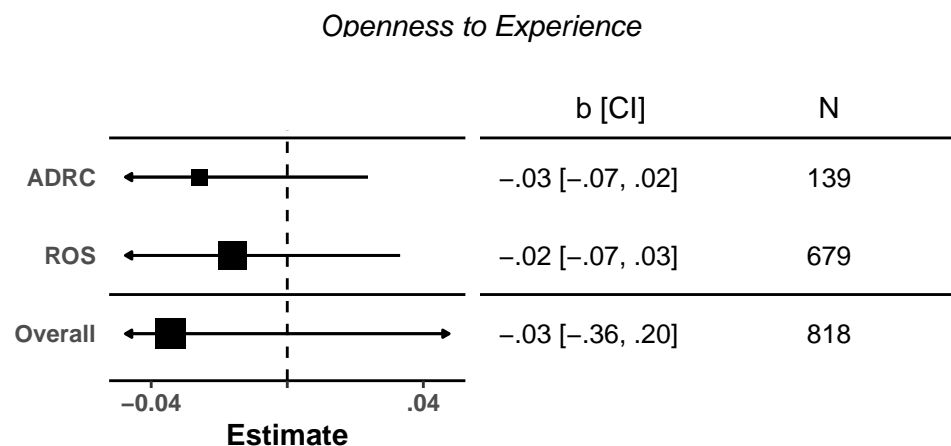 Openness to Experience
b [CI] N
ADRC −.03 [−.07, .02] 139
ROS −.02 [−.07, .03] 679
Overall −.03 [−.36, .20] 818
−0.04 .04
Estimate